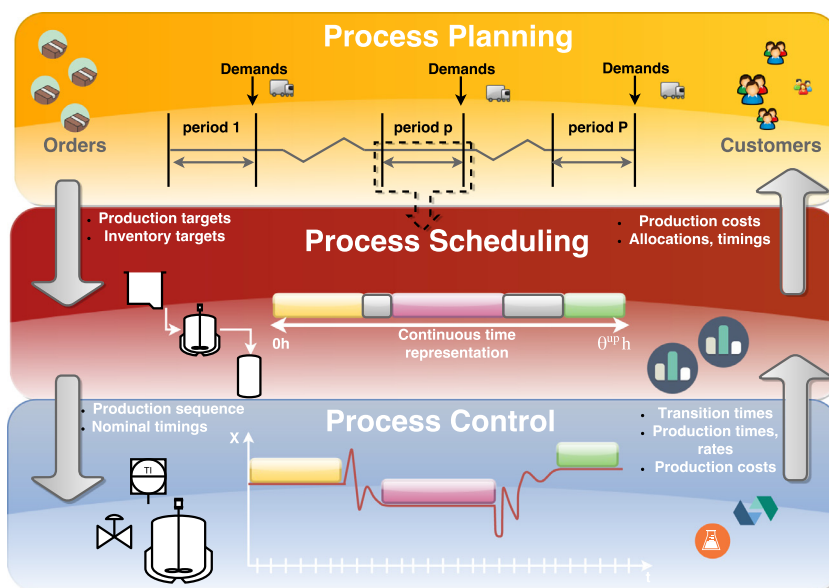 Process Planning
Demands
Demands
Demands
period 1
period p
period P
Orders
Customers
Production targets
Inventory targets
Production costs
Allocations, timings
Process Scheduling
0h
Continuous time
representation
θup h
Production sequence
Nominal timings
Process Control
Transition times
Production times,
rates
Production costs
X
TI
t